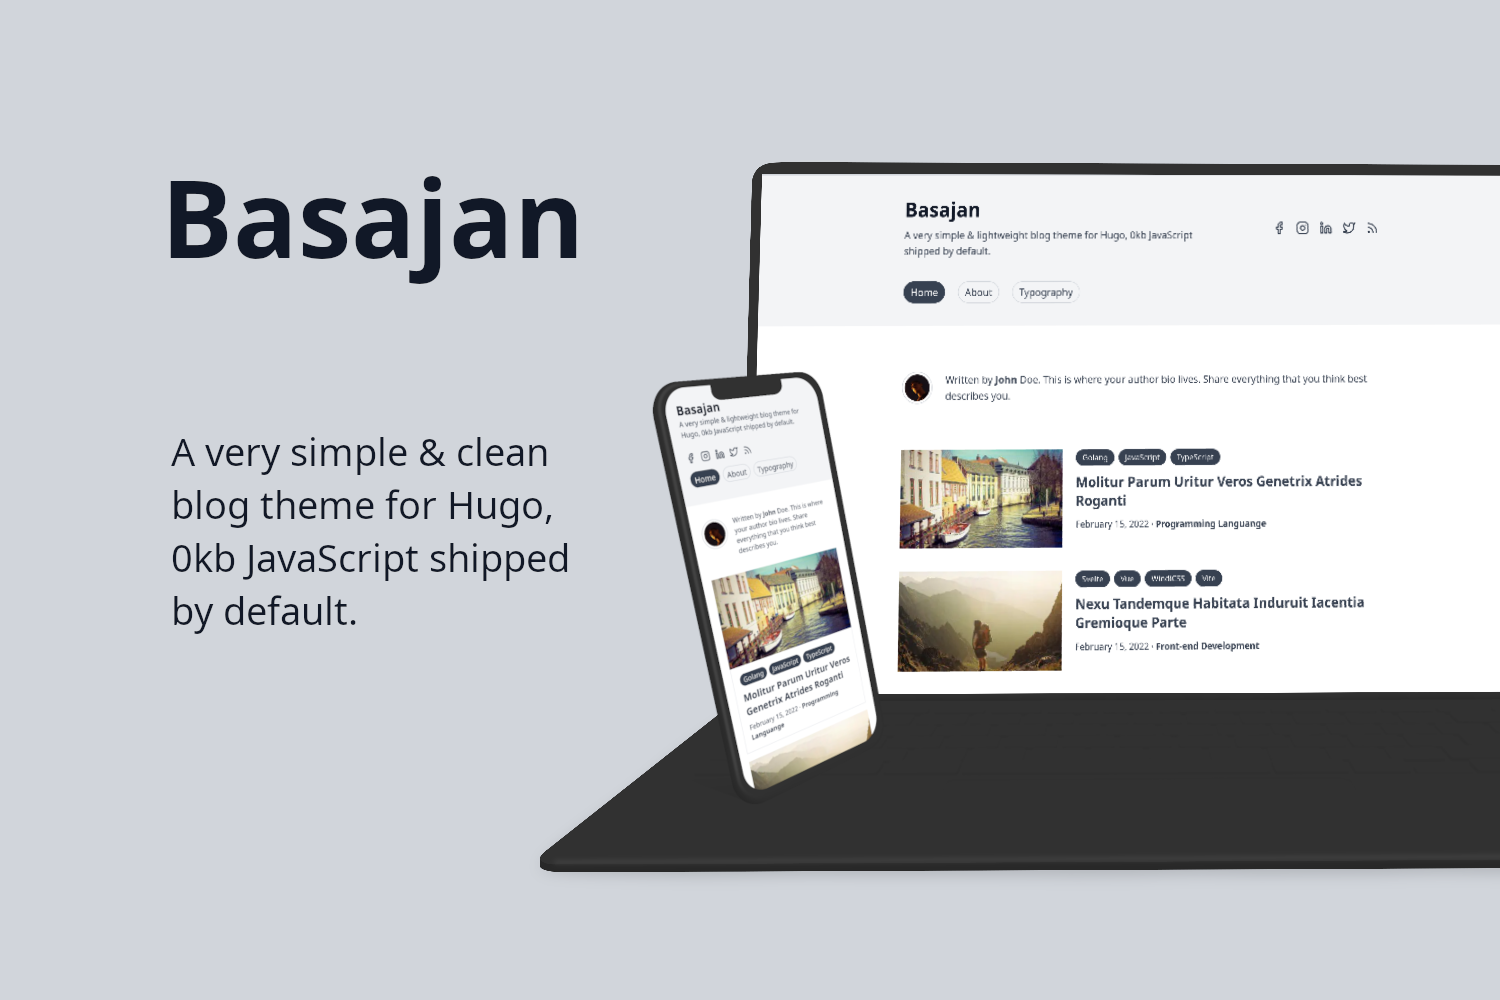 Basajan
A very simple & clean
blog theme for Hugo,
0kb JavaScript shipped
by default.
Basajan
A very simple & lightweight blog theme for Hugo, 0kb JavaScript
shipped by default.
Home About Typography
Written by John Doe. This is where your author bio lives. Share everything that you think best
describes you.
Golang JavaScript TypeScript
Molitur Parum Uritur Veros Genetrix Atrides
Roganti
February 15, 2022 · Programming Languange
Svelte Vue WindiCSS Vite
Nexu Tandemque Habitata Induruit Iacentia
Gremioque Parte
February 15, 2022 · Front-end Development
Basajan
A very simple & lightweight blog theme for
Hugo, 0kb JavaScript shipped by default.
Home About Typography
Written by John Doe. This is where
your author bio lives. Share
everything that you think best
describes you.
Golang JavaScript TypeScript
Molitur Parum Uritur Veros
Genetrix Atrides Roganti
February 15, 2022 · Programming
Languange